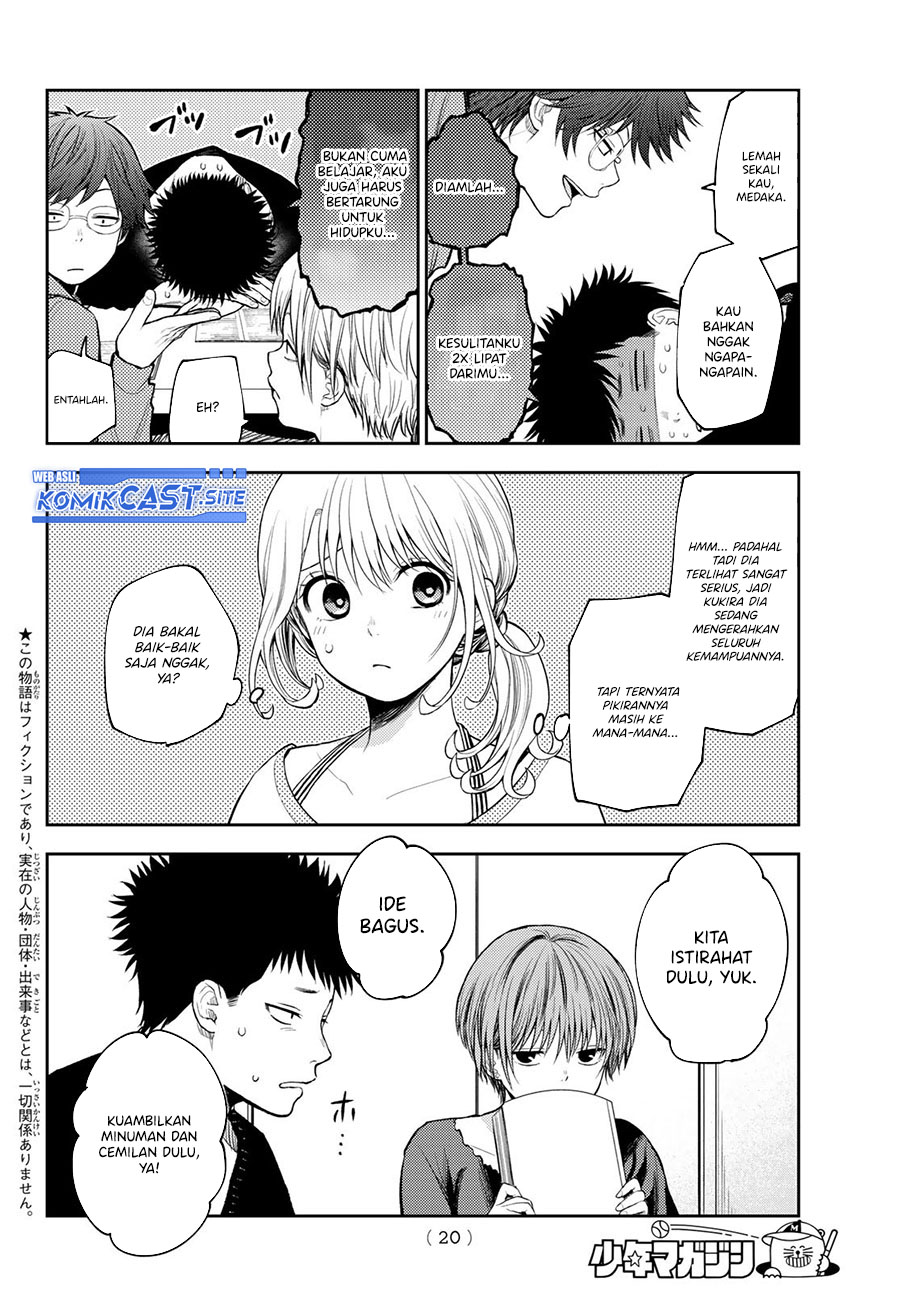 LEMAH
SEKALI
KAU,
MEDAKA.
KAU
BAHKAN
NGGAK
NGAPA-
NGAPAIN.
DIAMLAH...
KESULITANKU
2X LIPAT
DARIMU...
BUKAN CUMA
BELAJAR, AKU
JUGA HARUS
BERTARUNG
UNTUK
HIDUPKU...
ブツ
ブツ
EH?
ENTAHLAH.
WEB ASLI
KOMIKCAST.SITE
HMM... PADAHAL
TADI DIA
TERLIHAT SANGAT
SERIUS, JADI
KUKIRA DIA
SEDANG
MENGERAHKAN
SELURUH
KEMAMPUANNYA.
TAPI TERNYATA
PIKIRANNYA
MASIH KE
MANA-MANA...
DIA BAKAL
BAIK-BAIK
SAJA NGGAK,
YA?
KITA
ISTIRAHAT
DULU, YUK.
IDE
BAGUS.
ホ…
KUAMBILKAN
MINUMAN DAN
CEMILAN DULU,
YA!
★この物語はフィクションであり、実在の人物・団体・出来事などとは、一切関係ありません。
(20)
少年マガジン
M